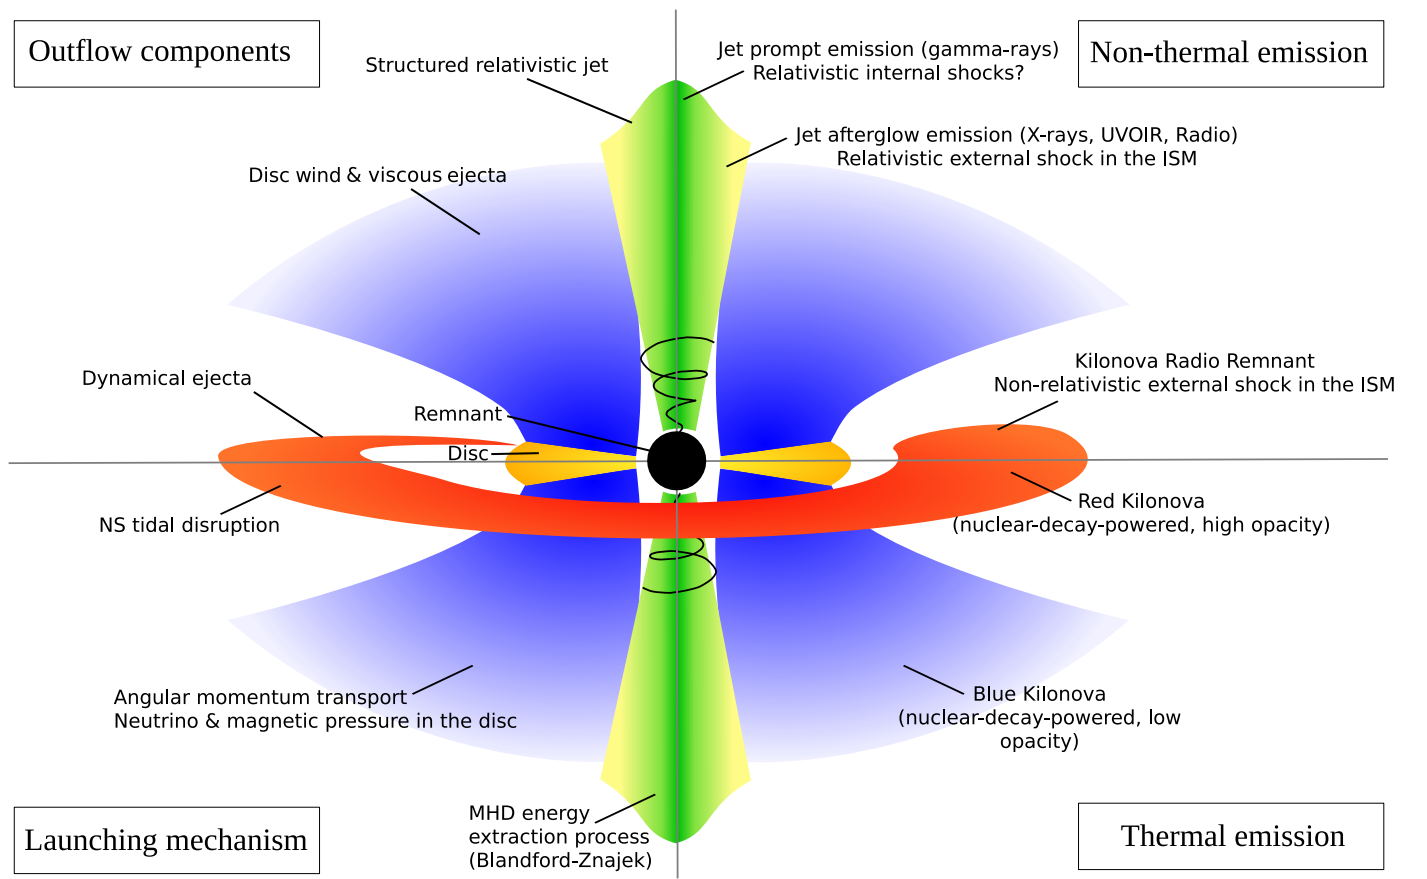 Outflow components
Non-thermal emission
Structured relativistic jet
Jet prompt emission (gamma-rays)
Relativistic internal shocks?
Jet afterglow emission (X-rays, UVOIR, Radio)
Relativistic external shock in the ISM
Disc wind & viscous ejecta
Dynamical ejecta
Remnant
Disc
Kilonova Radio Remnant
Non-relativistic external shock in the ISM
NS tidal disruption
Red Kilonova
(nuclear-decay-powered, high opacity)
Angular momentum transport
Neutrino & magnetic pressure in the disc
Blue Kilonova
(nuclear-decay-powered, low
opacity)
MHD energy
extraction process
(Blandford-Znajek)
Launching mechanism
Thermal emission